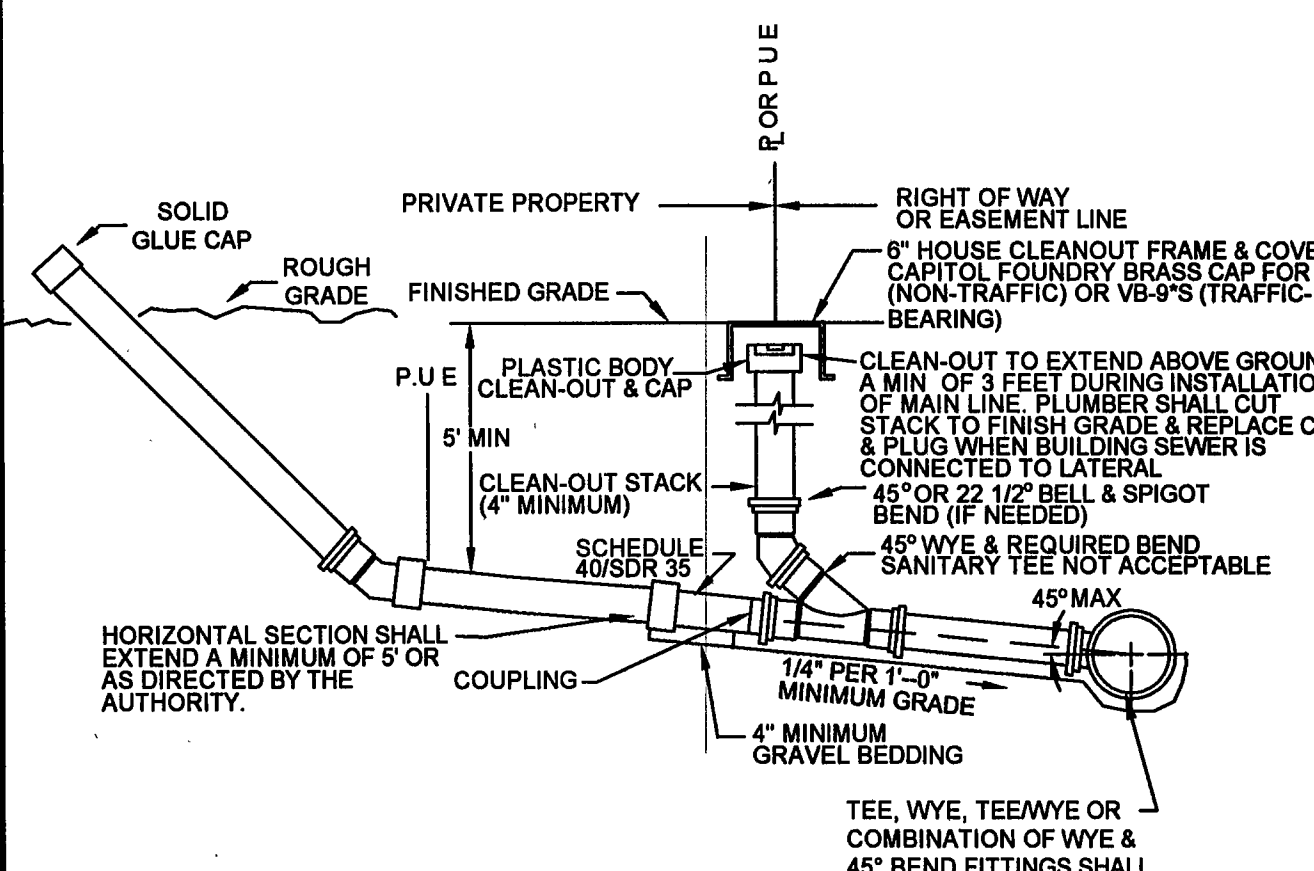 PL OR PUE
PRIVATE PROPERTY
RIGHT OF WAY
OR EASEMENT LINE
SOLID
GLUE CAP
ROUGH
GRADE
FINISHED GRADE
6" HOUSE CLEANOUT FRAME & COVE
CAPITOL FOUNDRY BRASS CAP FOR
(NON-TRAFFIC) OR VB-9*S (TRAFFIC-
BEARING)
P.U E
PLASTIC BODY
CLEAN-OUT & CAP
CLEAN-OUT TO EXTEND ABOVE GROUN
A MIN OF 3 FEET DURING INSTALLATIO
OF MAIN LINE. PLUMBER SHALL CUT
STACK TO FINISH GRADE & REPLACE C
& PLUG WHEN BUILDING SEWER IS
CONNECTED TO LATERAL
5' MIN
CLEAN-OUT STACK
(4" MINIMUM)
45° OR 22 1/2° BELL & SPIGOT
BEND (IF NEEDED)
SCHEDULE
40/SDR 35
45° WYE & REQUIRED BEND
SANITARY TEE NOT ACCEPTABLE
45° MAX
HORIZONTAL SECTION SHALL
EXTEND A MINIMUM OF 5' OR
AS DIRECTED BY THE
AUTHORITY.
COUPLING
1/4" PER 1'--0"
MINIMUM GRADE
4" MINIMUM
GRAVEL BEDDING
TEE, WYE, TEE/WYE OR
COMBINATION OF WYE &
45° BEND FITTINGS SHALL